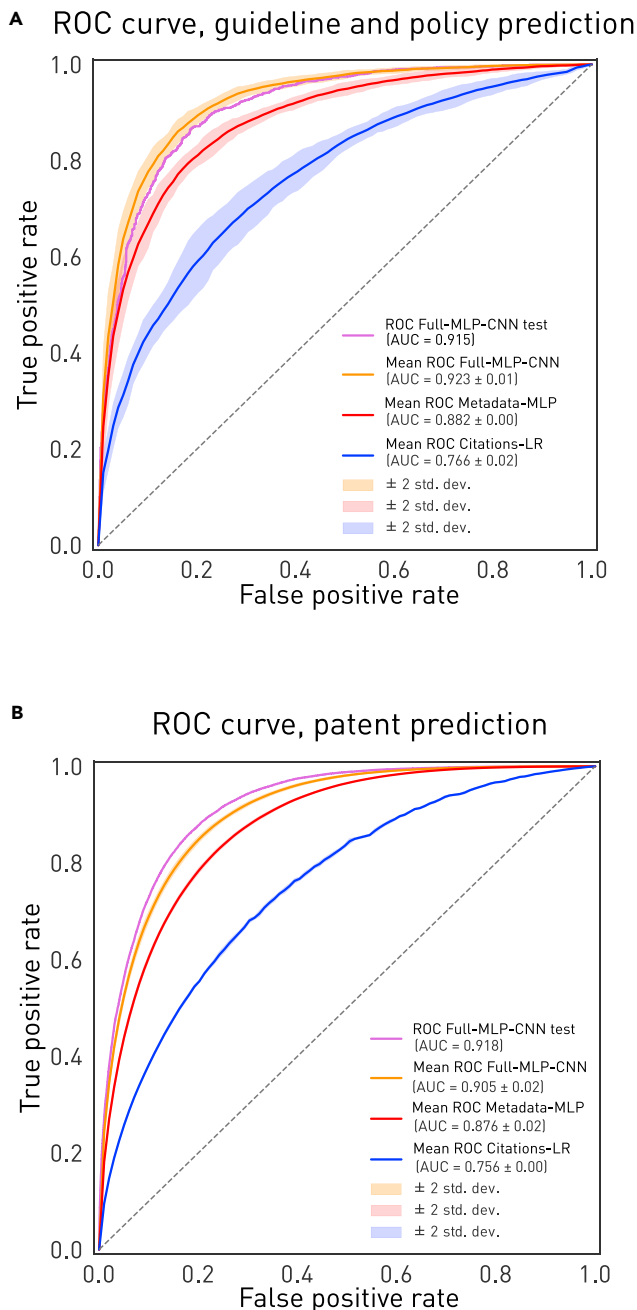 A
ROC curve, guideline and policy prediction
1.0
0.8
0.6
0.4
0.2
0.0
True positive rate
ROC Full-MLP-CNN test
(AUC = 0.915)
Mean ROC Full-MLP-CNN
(AUC = 0.923 ± 0.01)
Mean ROC Metadata-MLP
(AUC = 0.882 ± 0.00)
Mean ROC Citations-LR
(AUC = 0.766 ± 0.02)
± 2 std. dev.
± 2 std. dev.
± 2 std. dev.
0.0 0.2 0.4 0.6 0.8 1.0
False positive rate
B
ROC curve, patent prediction
1.0
0.8
0.6
0.4
0.2
0.0
True positive rate
ROC Full-MLP-CNN test
(AUC = 0.918)
Mean ROC Full-MLP-CNN
(AUC = 0.905 ± 0.02)
Mean ROC Metadata-MLP
(AUC = 0.876 ± 0.02)
Mean ROC Citations-LR
(AUC = 0.756 ± 0.00)
± 2 std. dev.
± 2 std. dev.
± 2 std. dev.
0.0 0.2 0.4 0.6 0.8 1.0
False positive rate